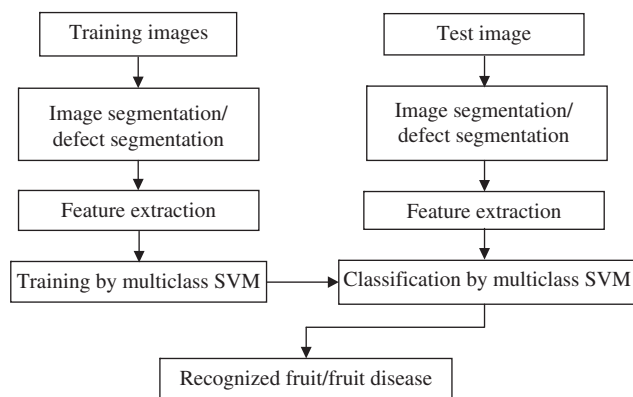 Training images
Test image
Image segmentation/
defect segmentation
Image segmentation/
defect segmentation
Feature extraction
Feature extraction
Training by multiclass SVM
Classification by multiclass SVM
Recognized fruit/fruit disease